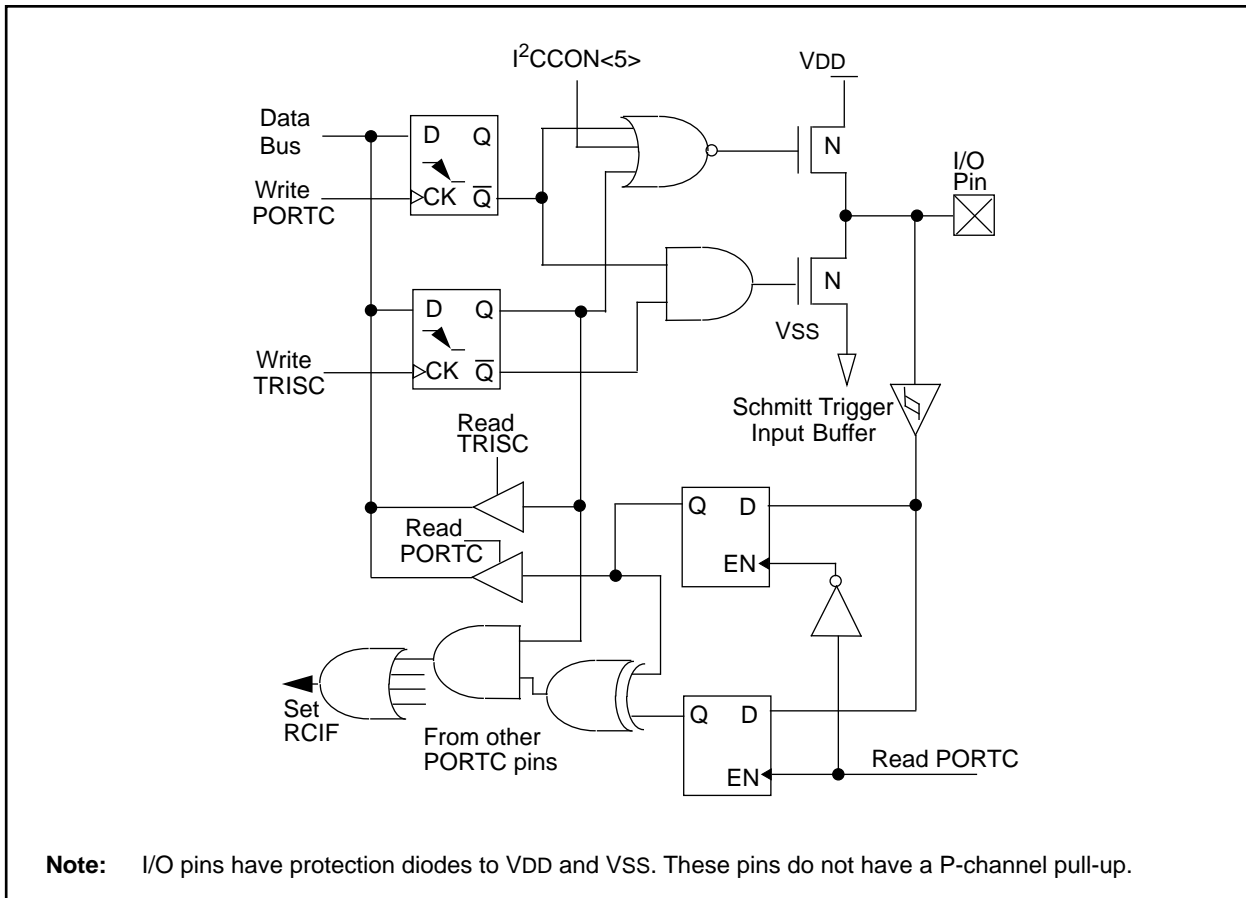 I²CCON<5>
VDD
Data
Bus
D Q
CK Q̅
Write
PORTC
N
I/O
Pin
N
VSS
D Q
CK Q̅
Write
TRISC
Schmitt Trigger
Input Buffer
Read
TRISC
Q D
EN
Read
PORTC
Set
RCIF
From other
PORTC pins
Q D
EN
Read PORTC
Note: I/O pins have protection diodes to VDD and VSS. These pins do not have a P-channel pull-up.